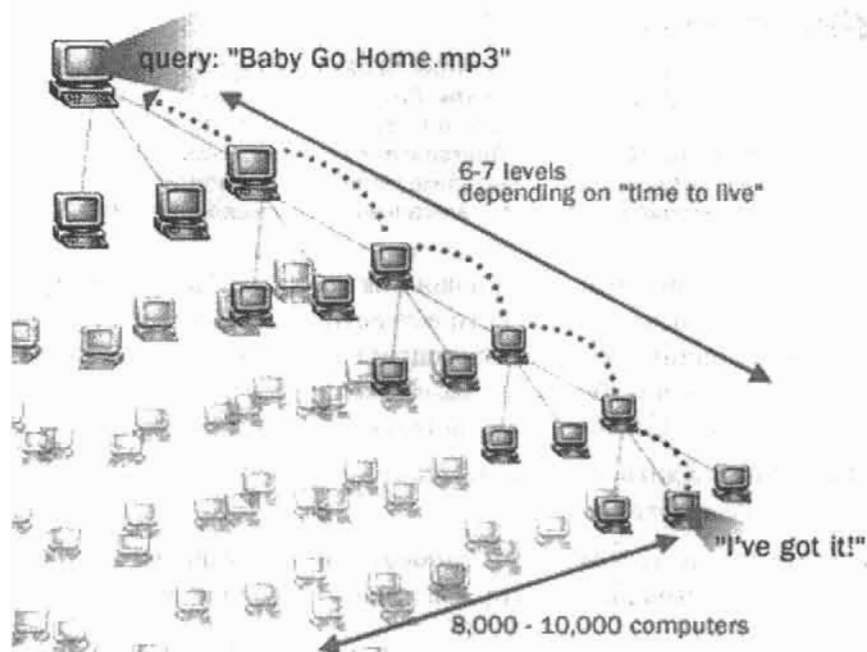 query: "Baby Go Home.mp3"
6-7 levels
depending on "time to live"
"I've got it!"
8,000 - 10,000 computers